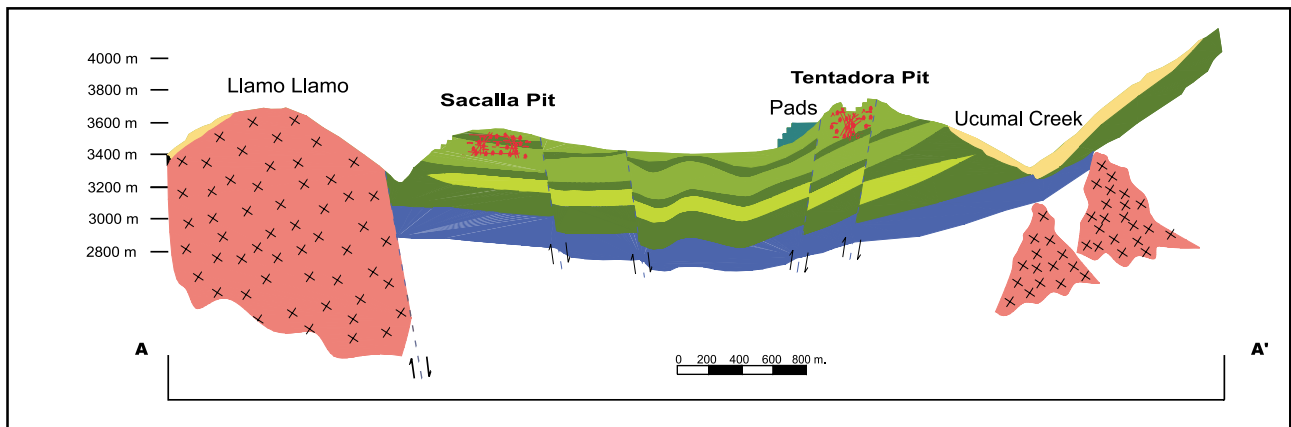 4000 m
3800 m
3600 m
3400 m
3200 m
3000 m
2800 m
Llamo Llamo
Sacalla Pit
Tentadora Pit
Pads
Ucumal Creek
A
A'
0 200 400 600 800 m.